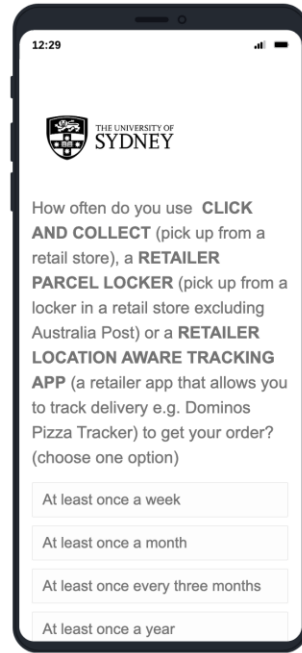 12:29
THE UNIVERSITY OF
SYDNEY
How often do you use CLICK
AND COLLECT (pick up from a
retail store), a RETAILER
PARCEL LOCKER (pick up from a
locker in a retail store excluding
Australia Post) or a RETAILER
LOCATION AWARE TRACKING
APP (a retailer app that allows you
to track delivery e.g. Dominos
Pizza Tracker) to get your order?
(choose one option)
At least once a week
At least once a month
At least once every three months
At least once a year